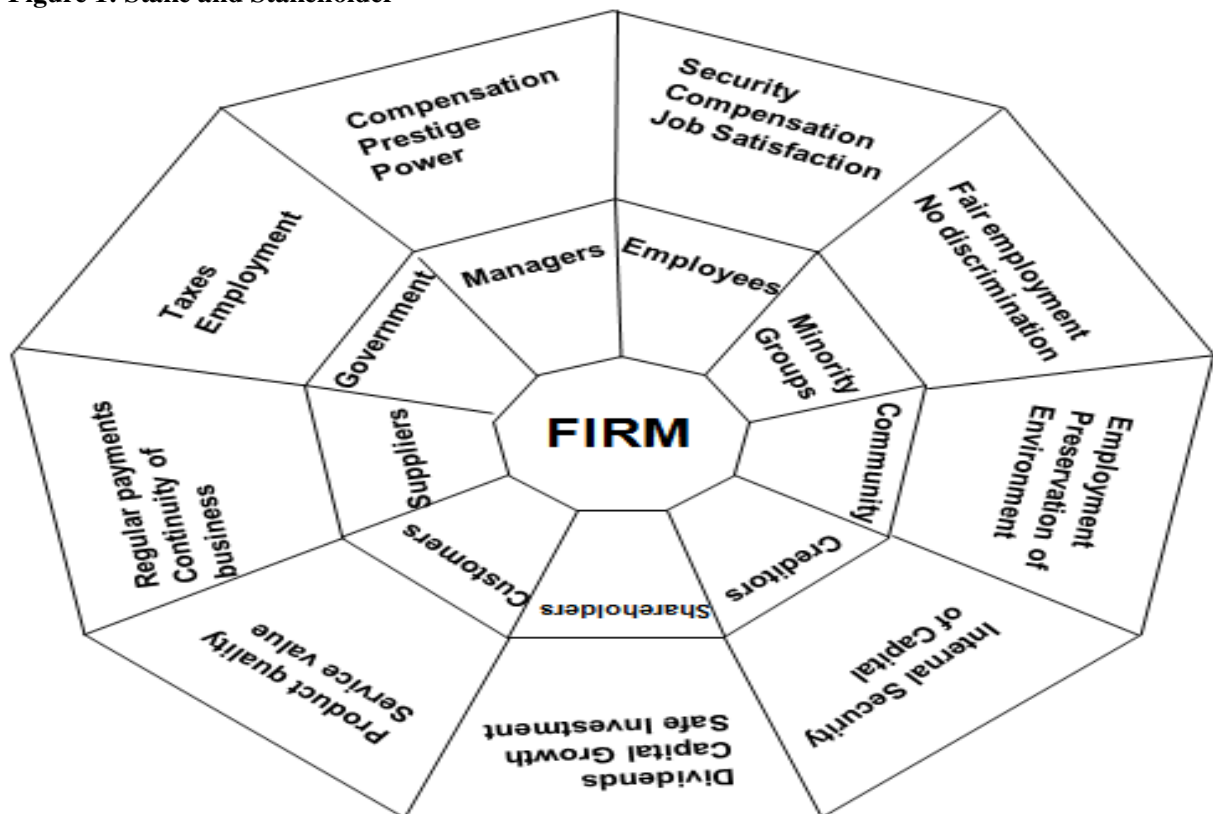 Figure 1: Stake and Stakeholder
Compensation
Prestige
Power
Security
Compensation
Job Satisfaction
Fair employment
No discrimination
Employment
Preservation of
Environment
Internal Security
of Capital
Dividends
Capital Growth
Safe Investment
Product quality
Service value
Regular payments
Continuity of
business
Taxes
Employment
Managers
Employees
Minority
Groups
Community
Creditors
Shareholders
Customers
Suppliers
Government
FIRM